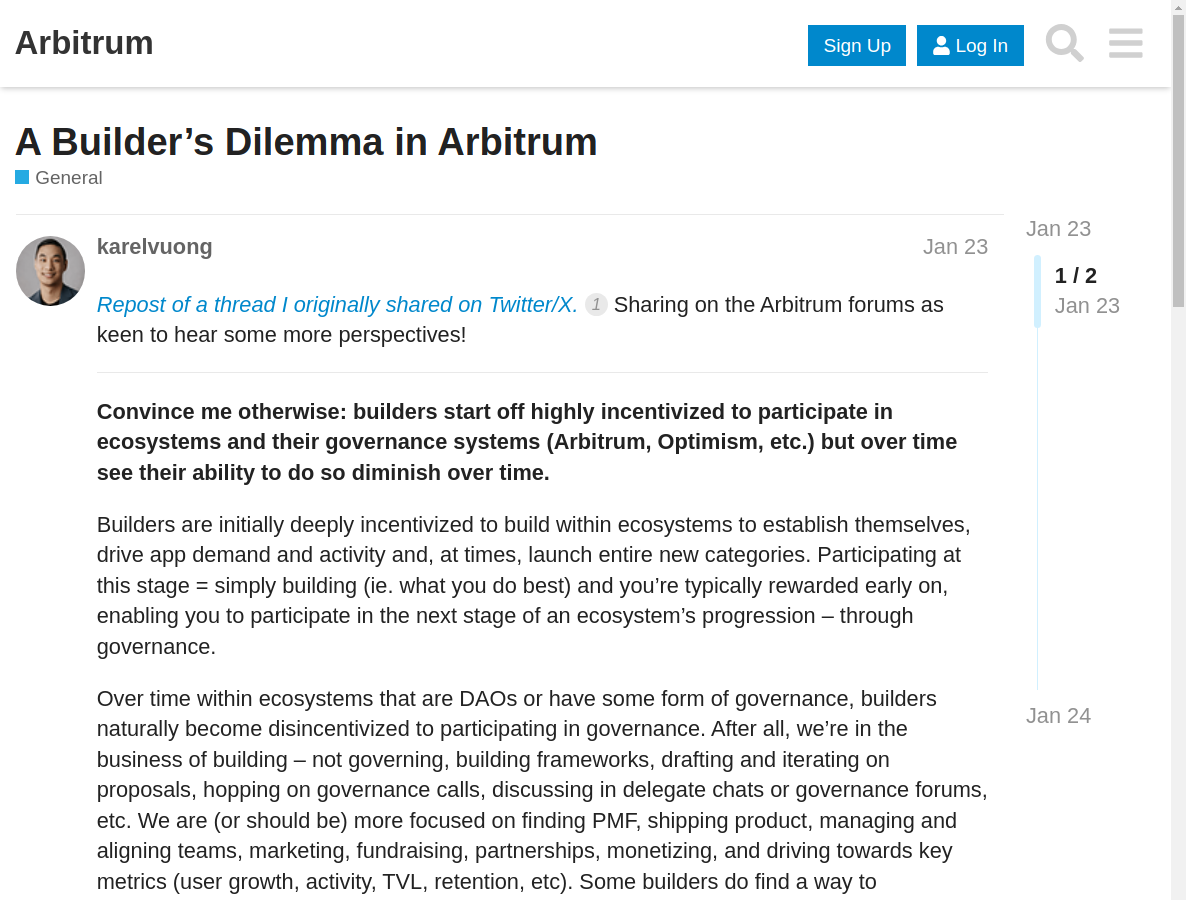 Arbitrum
Sign Up
Log In
A Builder’s Dilemma in Arbitrum
General
karelvuong
Jan 23
Repost of a thread I originally shared on Twitter/X. 1 Sharing on the Arbitrum forums as
keen to hear some more perspectives!
Convince me otherwise: builders start off highly incentivized to participate in
ecosystems and their governance systems (Arbitrum, Optimism, etc.) but over time
see their ability to do so diminish over time.
Builders are initially deeply incentivized to build within ecosystems to establish themselves,
drive app demand and activity and, at times, launch entire new categories. Participating at
this stage = simply building (ie. what you do best) and you’re typically rewarded early on,
enabling you to participate in the next stage of an ecosystem’s progression – through
governance.
Over time within ecosystems that are DAOs or have some form of governance, builders
naturally become disincentivized to participating in governance. After all, we’re in the
business of building – not governing, building frameworks, drafting and iterating on
proposals, hopping on governance calls, discussing in delegate chats or governance forums,
etc. We are (or should be) more focused on finding PMF, shipping product, managing and
aligning teams, marketing, fundraising, partnerships, monetizing, and driving towards key
metrics (user growth, activity, TVL, retention, etc). Some builders do find a way to
Jan 23
1 / 2
Jan 23
Jan 24